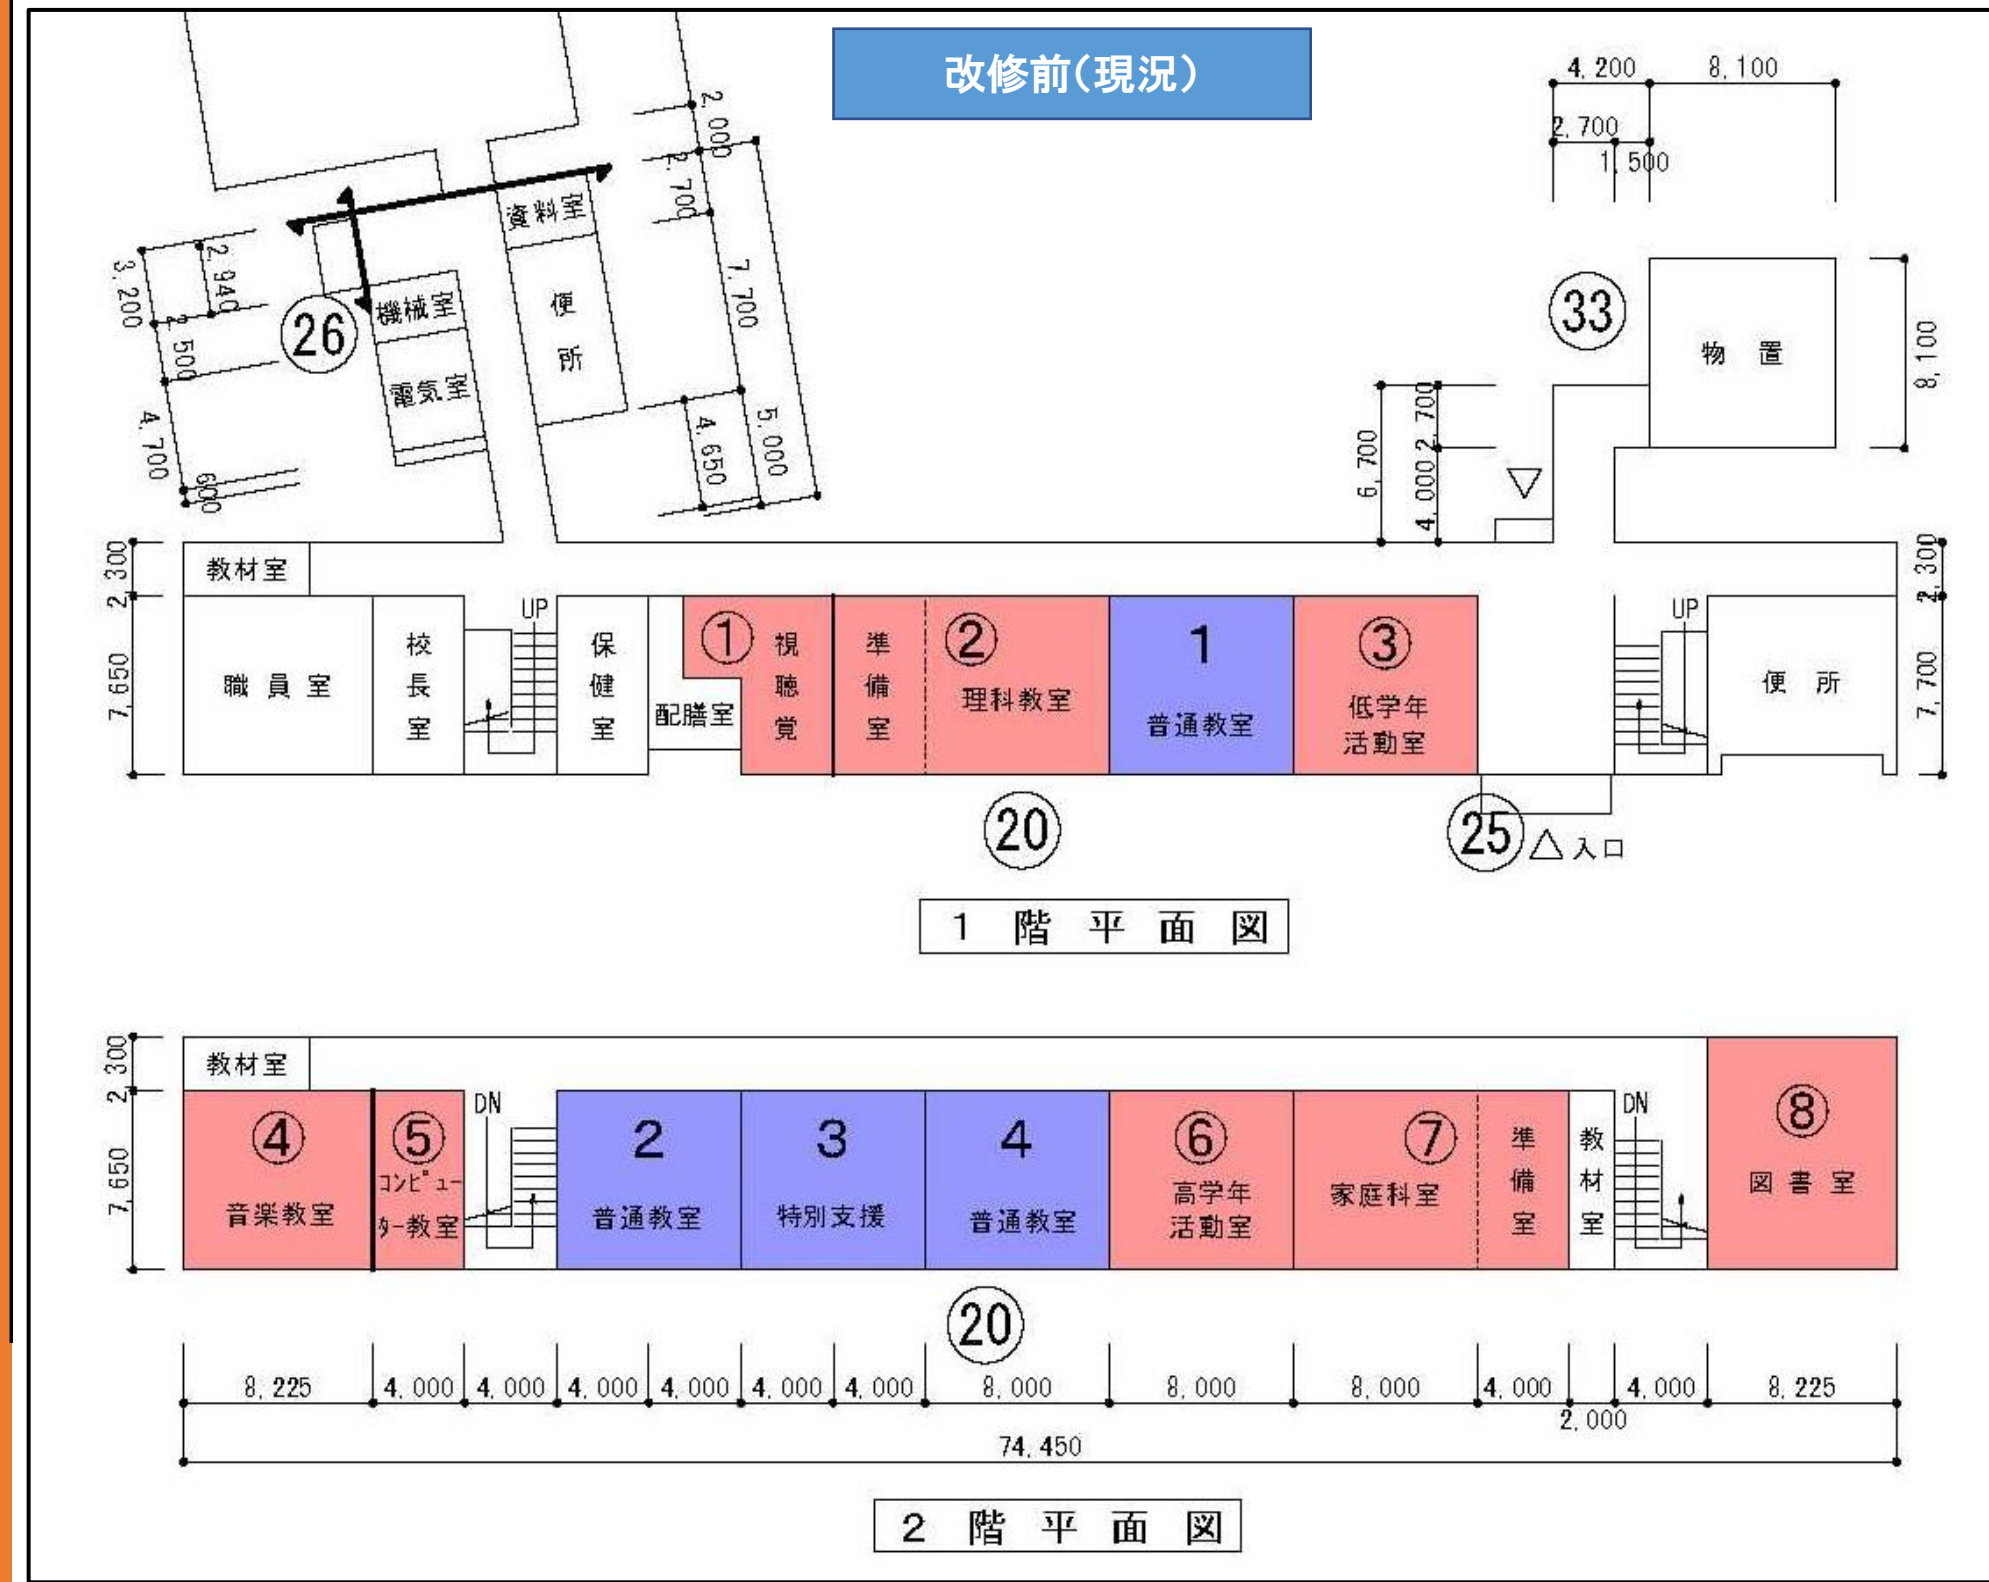 改修前(現況)
4,200 8,100
2,700
1,500
2,000
2,700
7,700
5,000
4,650
3,200
2,940
2,500
4,700
600
資料室
便所
機械室
電気室
26
33
物置
8,100
6,700
2,700
4,000
2,300
7,650
教材室
職員室
校長室
UP
保健室
配膳室
① 視聴覚
準備室
② 理科教室
1 普通教室
③ 低学年
活動室
UP
便所
2,300
7,700
20
25 △ 入口
1階平面図
2,300
7,650
教材室
④ 音楽教室
⑤ コンピュー
ター教室
DN
2 普通教室
3 特別支援
4 普通教室
⑥ 高学年
活動室
⑦ 家庭科室
準備室
教材室
DN
⑧ 図書室
20
8,225 4,000 4,000 4,000 4,000 4,000 4,000 8,000 8,000 8,000 4,000 2,000 4,000 8,225
74,450
2階平面図